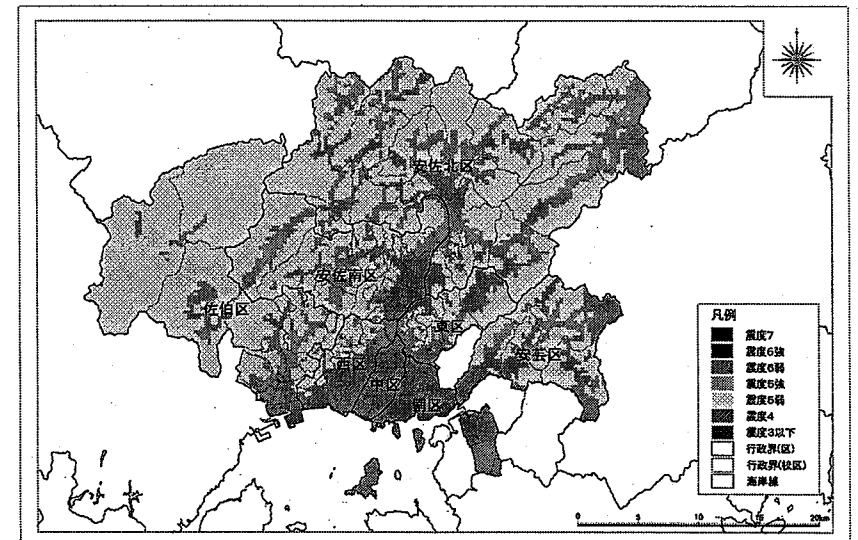 安佐北区
安佐南区
佐伯区
東区
安芸区
西区
中区
南区
凡例
震度7
震度6強
震度6弱
震度5強
震度5弱
震度4
震度3以下
行政界(区)
行政界(校区)
海岸線
0 5 10 15 20km